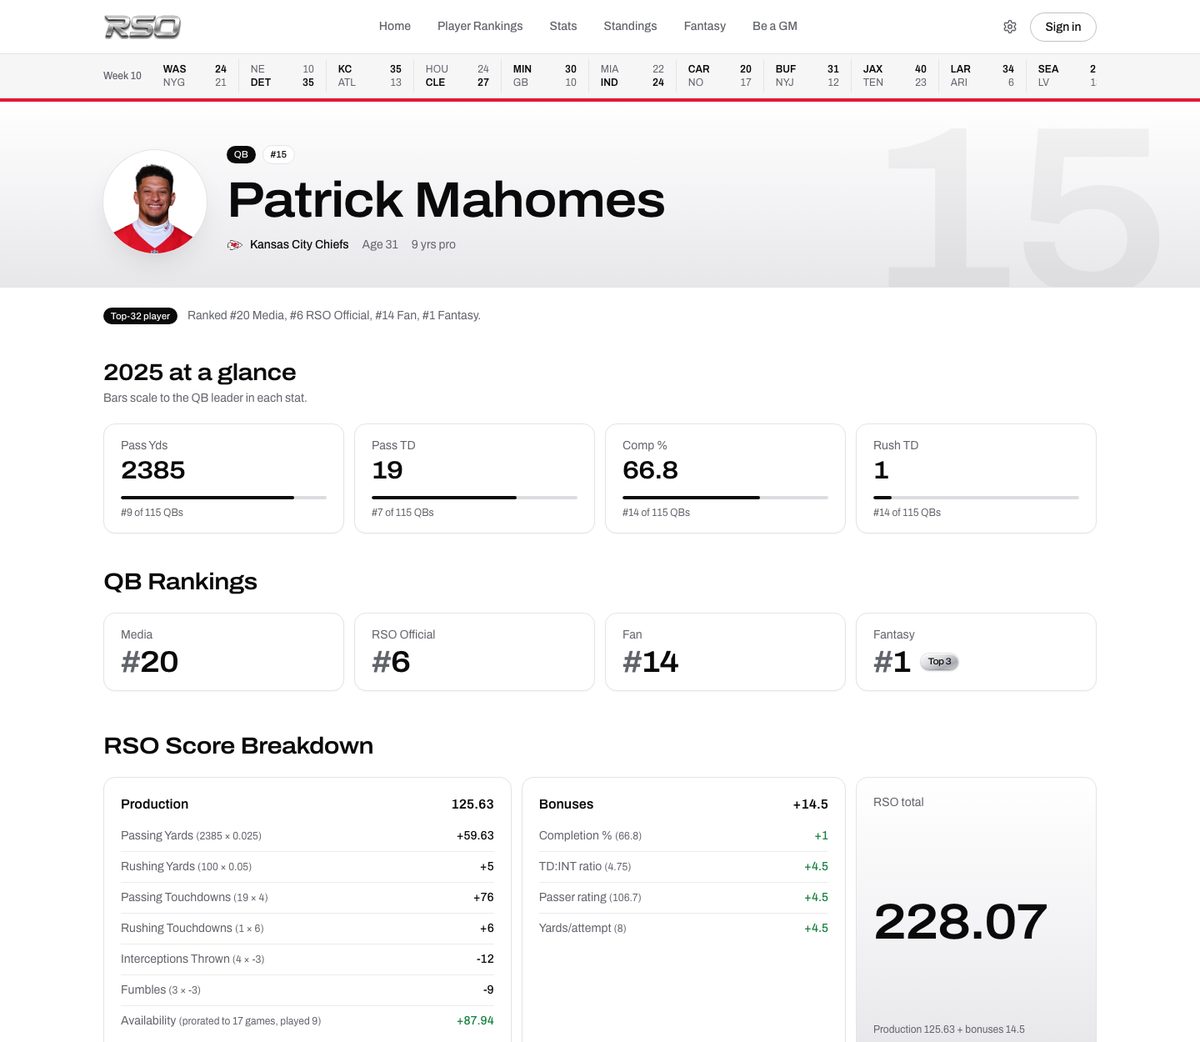 RSO
Home Player Rankings Stats Standings Fantasy Be a GM
Sign in
Week 10
WAS 24 NE 10 KC 35 HOU 24 MIN 30 MIA 22 CAR 20 BUF 31 JAX 40 LAR 34 SEA 2
NYG 21 DET 35 ATL 13 CLE 27 GB 10 IND 24 NO 17 NYJ 12 TEN 23 ARI 6 LV 1
15
QB #15
Patrick Mahomes
Kansas City Chiefs Age 31 9 yrs pro
Top-32 player Ranked #20 Media, #6 RSO Official, #14 Fan, #1 Fantasy.
2025 at a glance
Bars scale to the QB leader in each stat.
Pass Yds
2385
#9 of 115 QBs
Pass TD
19
#7 of 115 QBs
Comp %
66.8
#14 of 115 QBs
Rush TD
1
#14 of 115 QBs
QB Rankings
Media
#20
RSO Official
#6
Fan
#14
Fantasy
#1 Top 3
RSO Score Breakdown
Production 125.63
Passing Yards (2385 × 0.025) +59.63
Rushing Yards (100 × 0.05) +5
Passing Touchdowns (19 × 4) +76
Rushing Touchdowns (1 × 6) +6
Interceptions Thrown (4 × -3) -12
Fumbles (3 × -3) -9
Availability (prorated to 17 games, played 9) +87.94
Bonuses +14.5
Completion % (66.8) +1
TD:INT ratio (4.75) +4.5
Passer rating (106.7) +4.5
Yards/attempt (8) +4.5
RSO total
228.07
Production 125.63 + bonuses 14.5